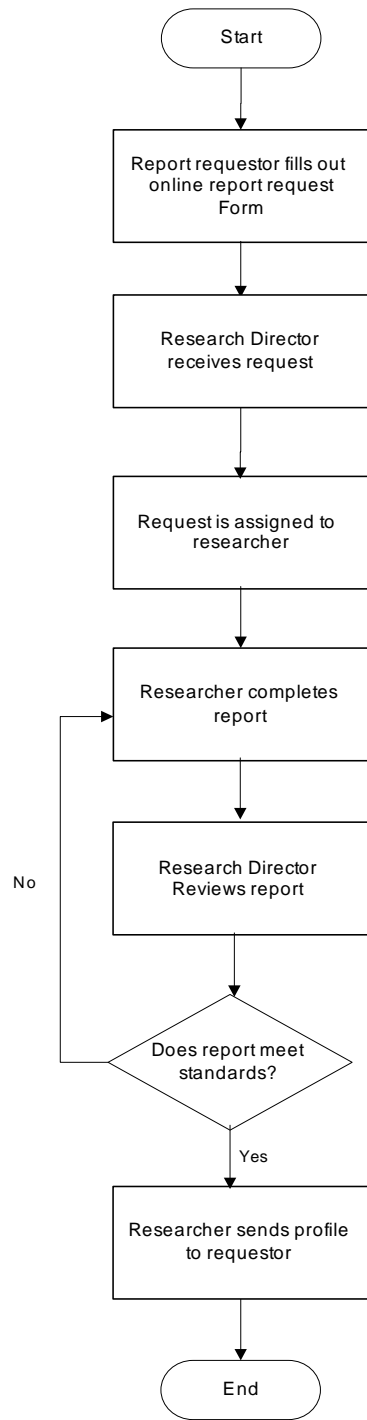 Start
Report requestor fills out
online report request
Form
Research Director
receives request
Request is assigned to
researcher
Researcher completes
report
Research Director
Reviews report
No
Does report meet
standards?
Yes
Researcher sends profile
to requestor
End